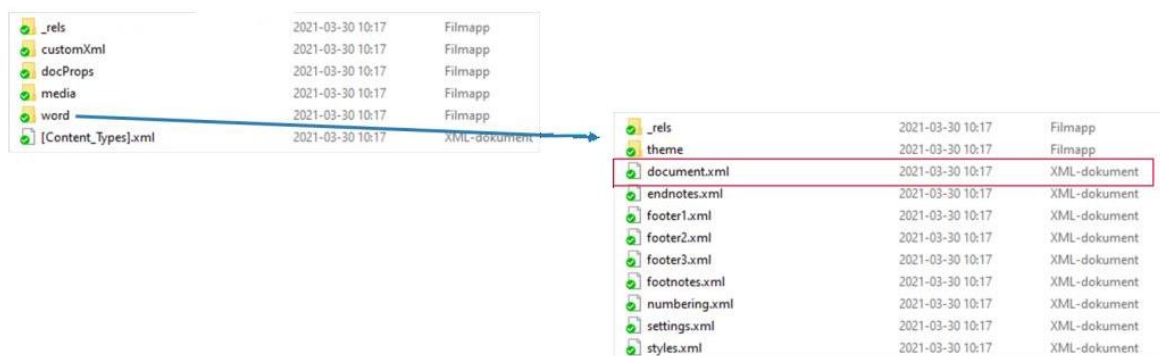 _rels 2021-03-30 10:17 Filmapp
customXml 2021-03-30 10:17 Filmapp
docProps 2021-03-30 10:17 Filmapp
media 2021-03-30 10:17 Filmapp
word 2021-03-30 10:17 Filmapp
[Content_Types].xml 2021-03-30 10:17 XML-dokument
_rels 2021-03-30 10:17 Filmapp
theme 2021-03-30 10:17 Filmapp
document.xml 2021-03-30 10:17 XML-dokument
endnotes.xml 2021-03-30 10:17 XML-dokument
footer1.xml 2021-03-30 10:17 XML-dokument
footer2.xml 2021-03-30 10:17 XML-dokument
footer3.xml 2021-03-30 10:17 XML-dokument
footnotes.xml 2021-03-30 10:17 XML-dokument
numbering.xml 2021-03-30 10:17 XML-dokument
settings.xml 2021-03-30 10:17 XML-dokument
styles.xml 2021-03-30 10:17 XML-dokument